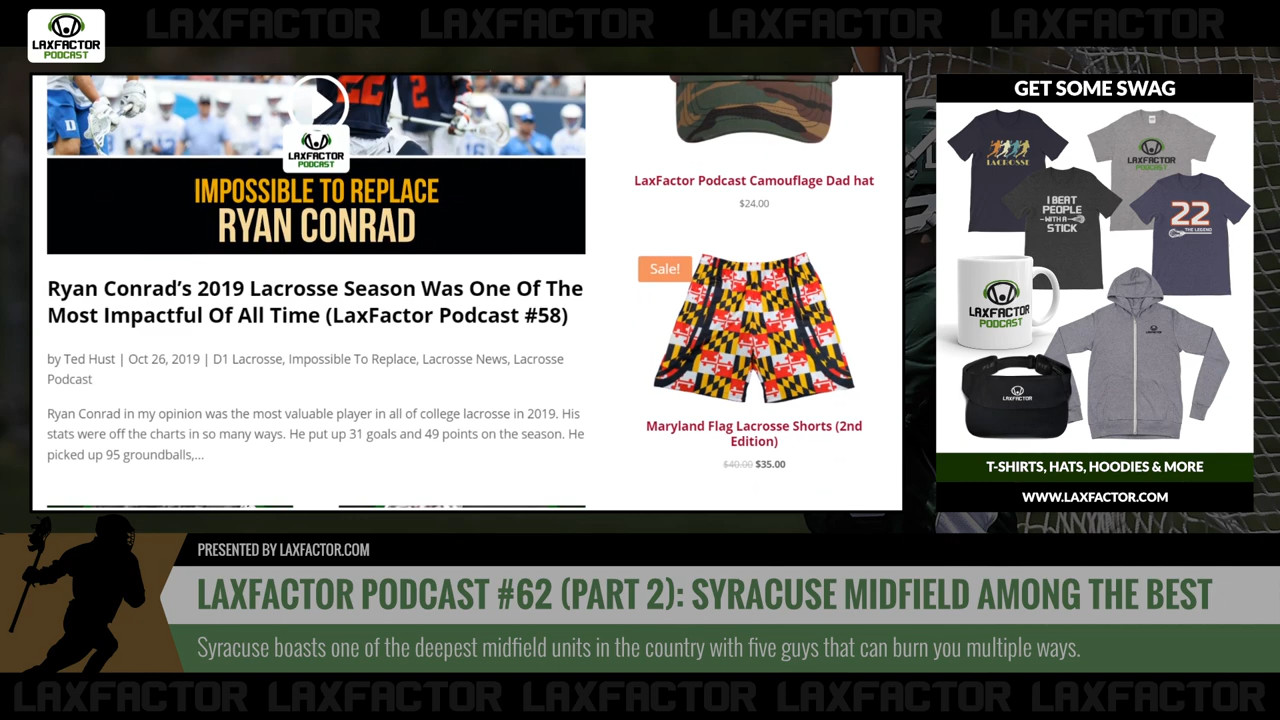 LAXFACTOR LAXFACTOR LAXFACTOR LAXFACTOR
LAXFACTOR
PODCAST
22 2
D
LAXFACTOR
PODCAST
IMPOSSIBLE TO REPLACE
RYAN CONRAD
Ryan Conrad’s 2019 Lacrosse Season Was One Of The
Most Impactful Of All Time (LaxFactor Podcast #58)
by Ted Hust | Oct 26, 2019 | D1 Lacrosse, Impossible To Replace, Lacrosse News, Lacrosse
Podcast
Ryan Conrad in my opinion was the most valuable player in all of college lacrosse in 2019. His
stats were off the charts in so many ways. He put up 31 goals and 49 points on the season. He
picked up 95 groundballs,...
LaxFactor Podcast Camouflage Dad hat
$24.00
Sale!
Maryland Flag Lacrosse Shorts (2nd
Edition)
$40.00 $35.00
GET SOME SWAG
LACROSSE
LAXFACTOR
PODCAST
I BEAT
PEOPLE
WITH A
STICK
22
THE LEGEND
LAXFACTOR
PODCAST
LAXFACTOR
LAXFACTOR
T-SHIRTS, HATS, HOODIES & MORE
WWW.LAXFACTOR.COM
PRESENTED BY LAXFACTOR.COM
LAXFACTOR PODCAST #62 (PART 2): SYRACUSE MIDFIELD AMONG THE BEST
Syracuse boasts one of the deepest midfield units in the country with five guys that can burn you multiple ways.
LAXFACTOR LAXFACTOR LAXFACTOR LAXFACTOR LAXFACTOR